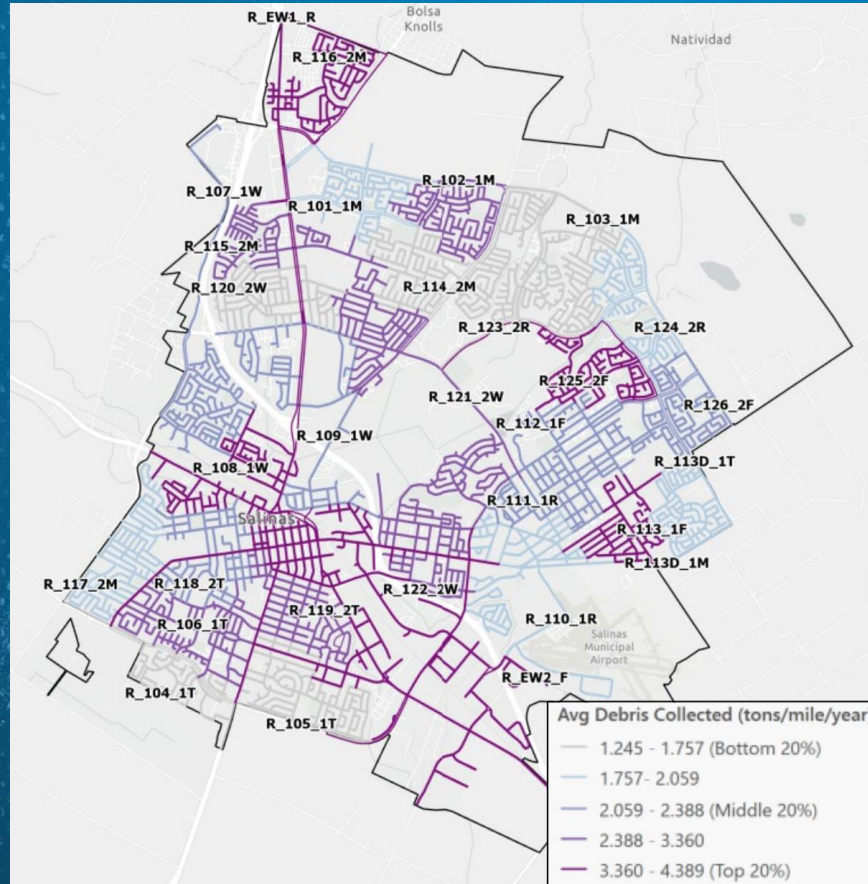 Bolsa
Knolls
R_EW1_R
Natividad
R_116_2M
R_102_1M
R_107_1W
R_101_1M
R_103_1M
R_115_2M
R_120_2W
R_114_2M
R_123_2R
R_124_2R
R_125_2F
R_121_2W
R_126_2F
R_112_1F
R_109_1W
R_113D_1T
R_108_1W
R_111_1R
Salinas
R_113_1F
R_113D_1M
R_117_2M
R_118_2T
R_122_2W
R_119_2T
R_106_1T
R_110_1R
Salinas
Municipal
Airport
R_EW2_F
R_104_1T
R_105_1T
Avg Debris Collected (tons/mile/year
1.245 - 1.757 (Bottom 20%)
1.757- 2.059
2.059 - 2.388 (Middle 20%)
2.388 - 3.360
3.360 - 4.389 (Top 20%)